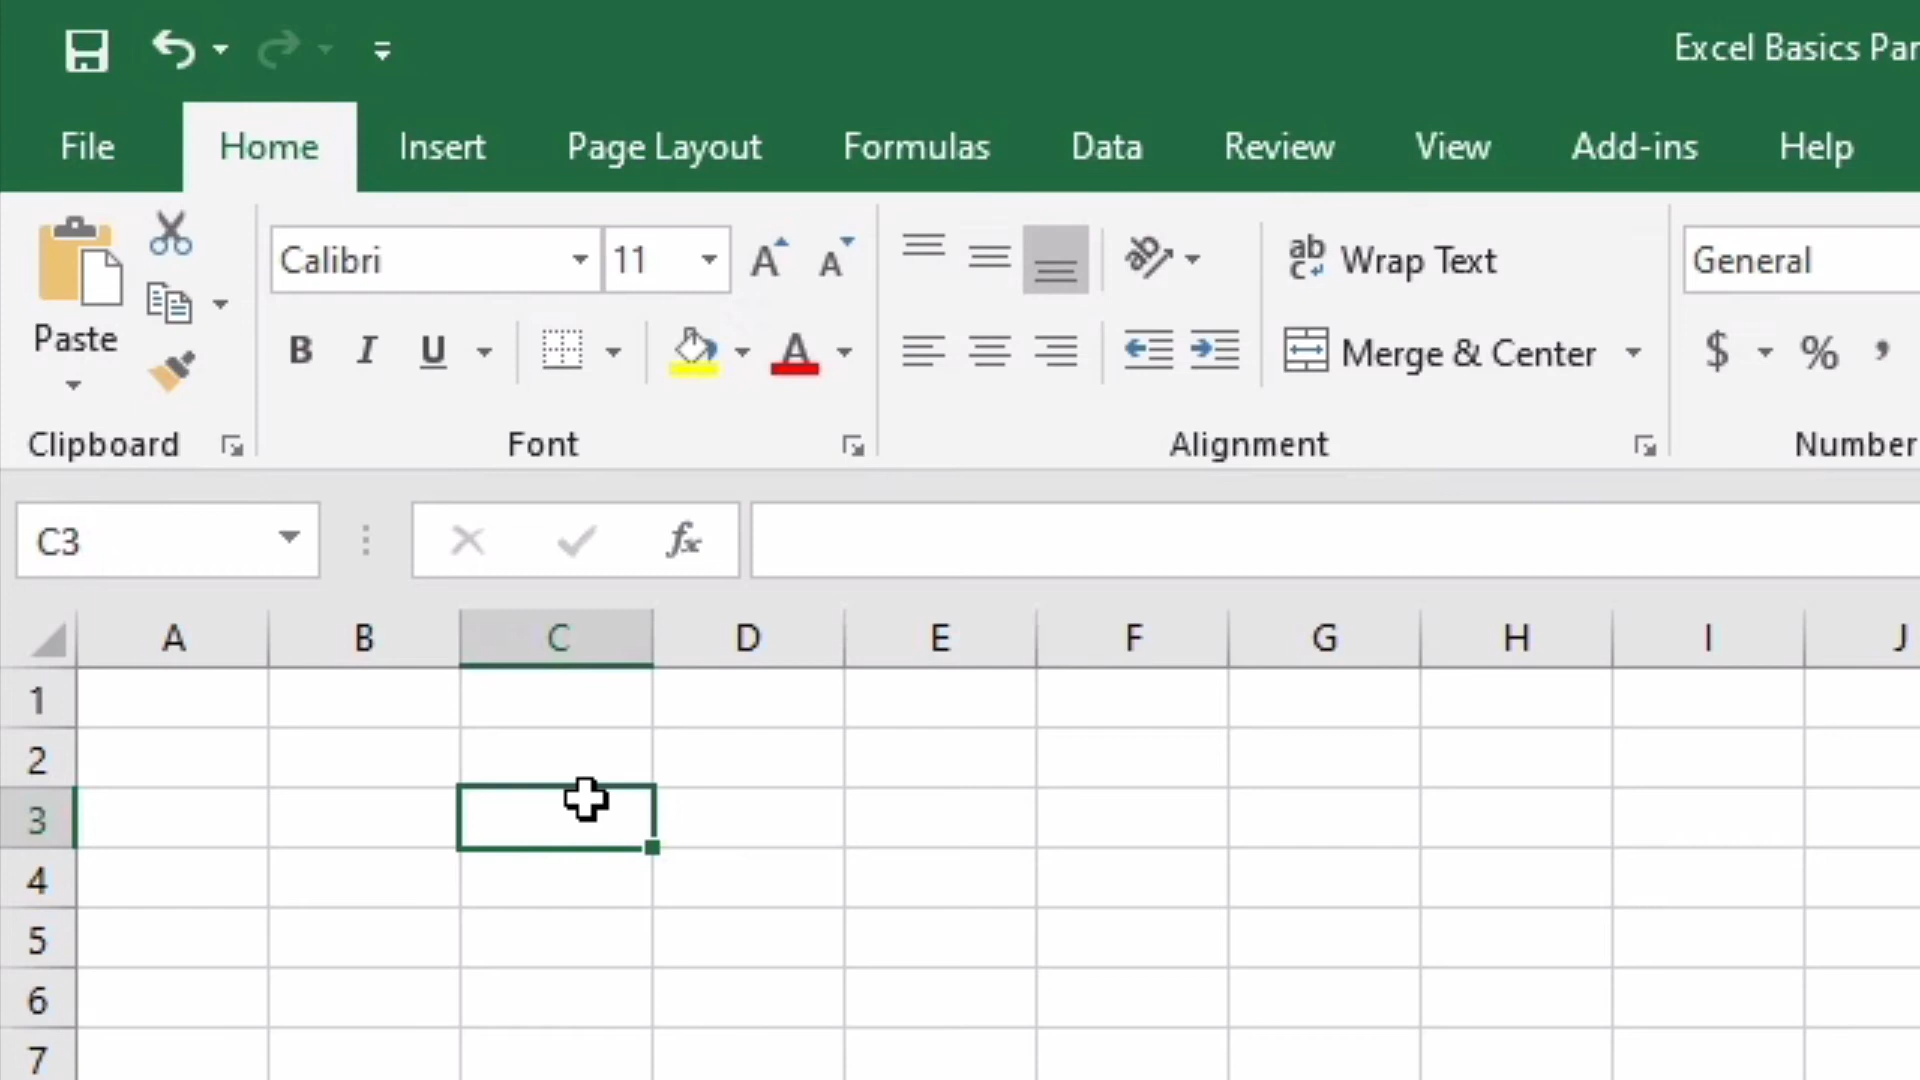 Excel Basics Par
File Home Insert Page Layout Formulas Data Review View Add-ins Help
Calibri 11 A A ab Wrap Text General
Paste B I U A Merge & Center $ % ,
Clipboard Font Alignment Number
C3 fx
A B C D E F G H I J
1
2
3
4
5
6
7